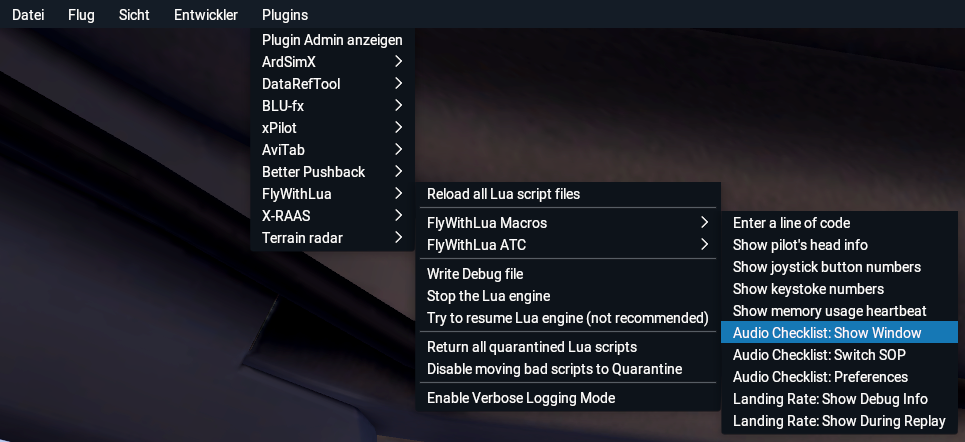 Datei Flug Sicht Entwickler Plugins
Plugin Admin anzeigen
ArdSimX
DataRefTool
BLU-fx
xPilot
AviTab
Better Pushback
FlyWithLua
X-RAAS
Terrain radar
Reload all Lua script files
FlyWithLua Macros
FlyWithLua ATC
Write Debug file
Stop the Lua engine
Try to resume Lua engine (not recommended)
Return all quarantined Lua scripts
Disable moving bad scripts to Quarantine
Enable Verbose Logging Mode
Enter a line of code
Show pilot's head info
Show joystick button numbers
Show keystoke numbers
Show memory usage heartbeat
Audio Checklist: Show Window
Audio Checklist: Switch SOP
Audio Checklist: Preferences
Landing Rate: Show Debug Info
Landing Rate: Show During Replay